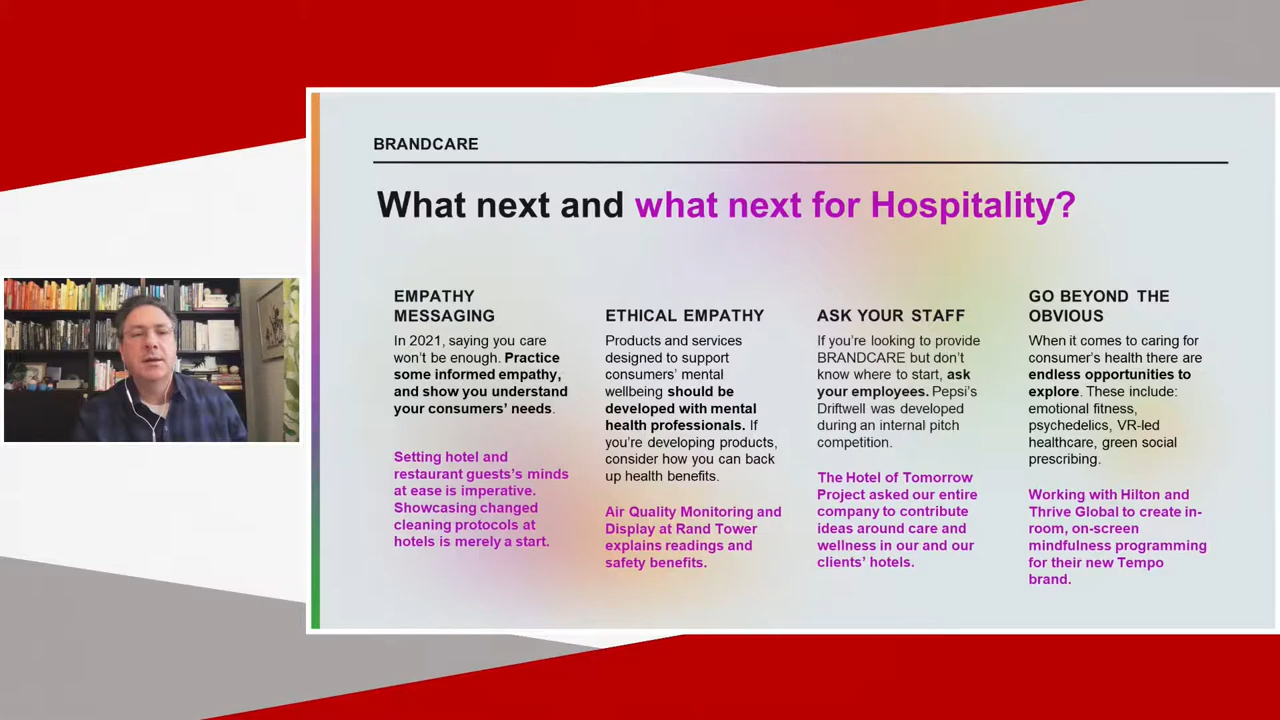 BRANDCARE
What next and what next for Hospitality?
EMPATHY
MESSAGING
In 2021, saying you care
won't be enough. Practice
some informed empathy,
and show you understand
your consumers' needs.
Setting hotel and
restaurant guests's minds
at ease is imperative.
Showcasing changed
cleaning protocols at
hotels is merely a start.
ETHICAL EMPATHY
Products and services
designed to support
consumers' mental
wellbeing should be
developed with mental
health professionals. If
you're developing products,
consider how you can back
up health benefits.
Air Quality Monitoring and
Display at Rand Tower
explains readings and
safety benefits.
ASK YOUR STAFF
If you're looking to provide
BRANDCARE but don't
know where to start, ask
your employees. Pepsi's
Driftwell was developed
during an internal pitch
competition.
The Hotel of Tomorrow
Project asked our entire
company to contribute
ideas around care and
wellness in our and our
clients' hotels.
GO BEYOND THE
OBVIOUS
When it comes to caring for
consumer's health there are
endless opportunities to
explore. These include:
emotional fitness,
psychedelics, VR-led
healthcare, green social
prescribing.
Working with Hilton and
Thrive Global to create in-
room, on-screen
mindfulness programming
for their new Tempo
brand.